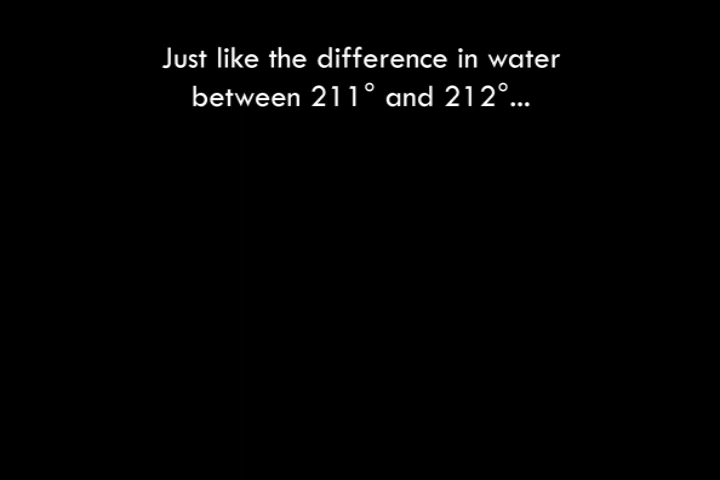 Just like the difference in water
between 211° and 212°...